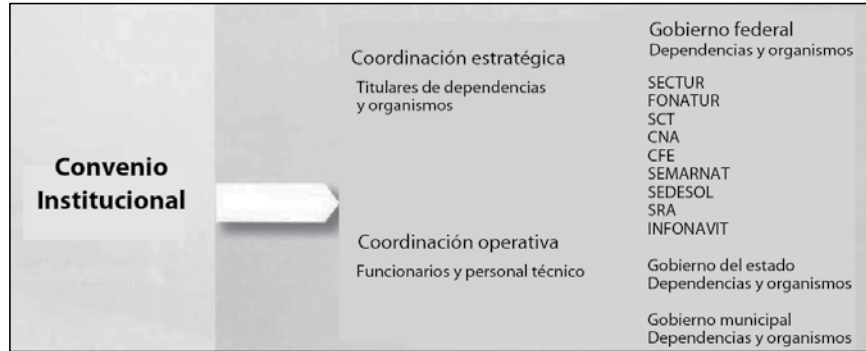 Convenio
Institucional
Coordinación estratégica
Titulares de dependencias
y organismos
Coordinación operativa
Funcionarios y personal técnico
Gobierno federal
Dependencias y organismos
SECTUR
FONATUR
SCT
CNA
CFE
SEMARNAT
SEDESOL
SRA
INFONAVIT
Gobierno del estado
Dependencias y organismos
Gobierno municipal
Dependencias y organismos